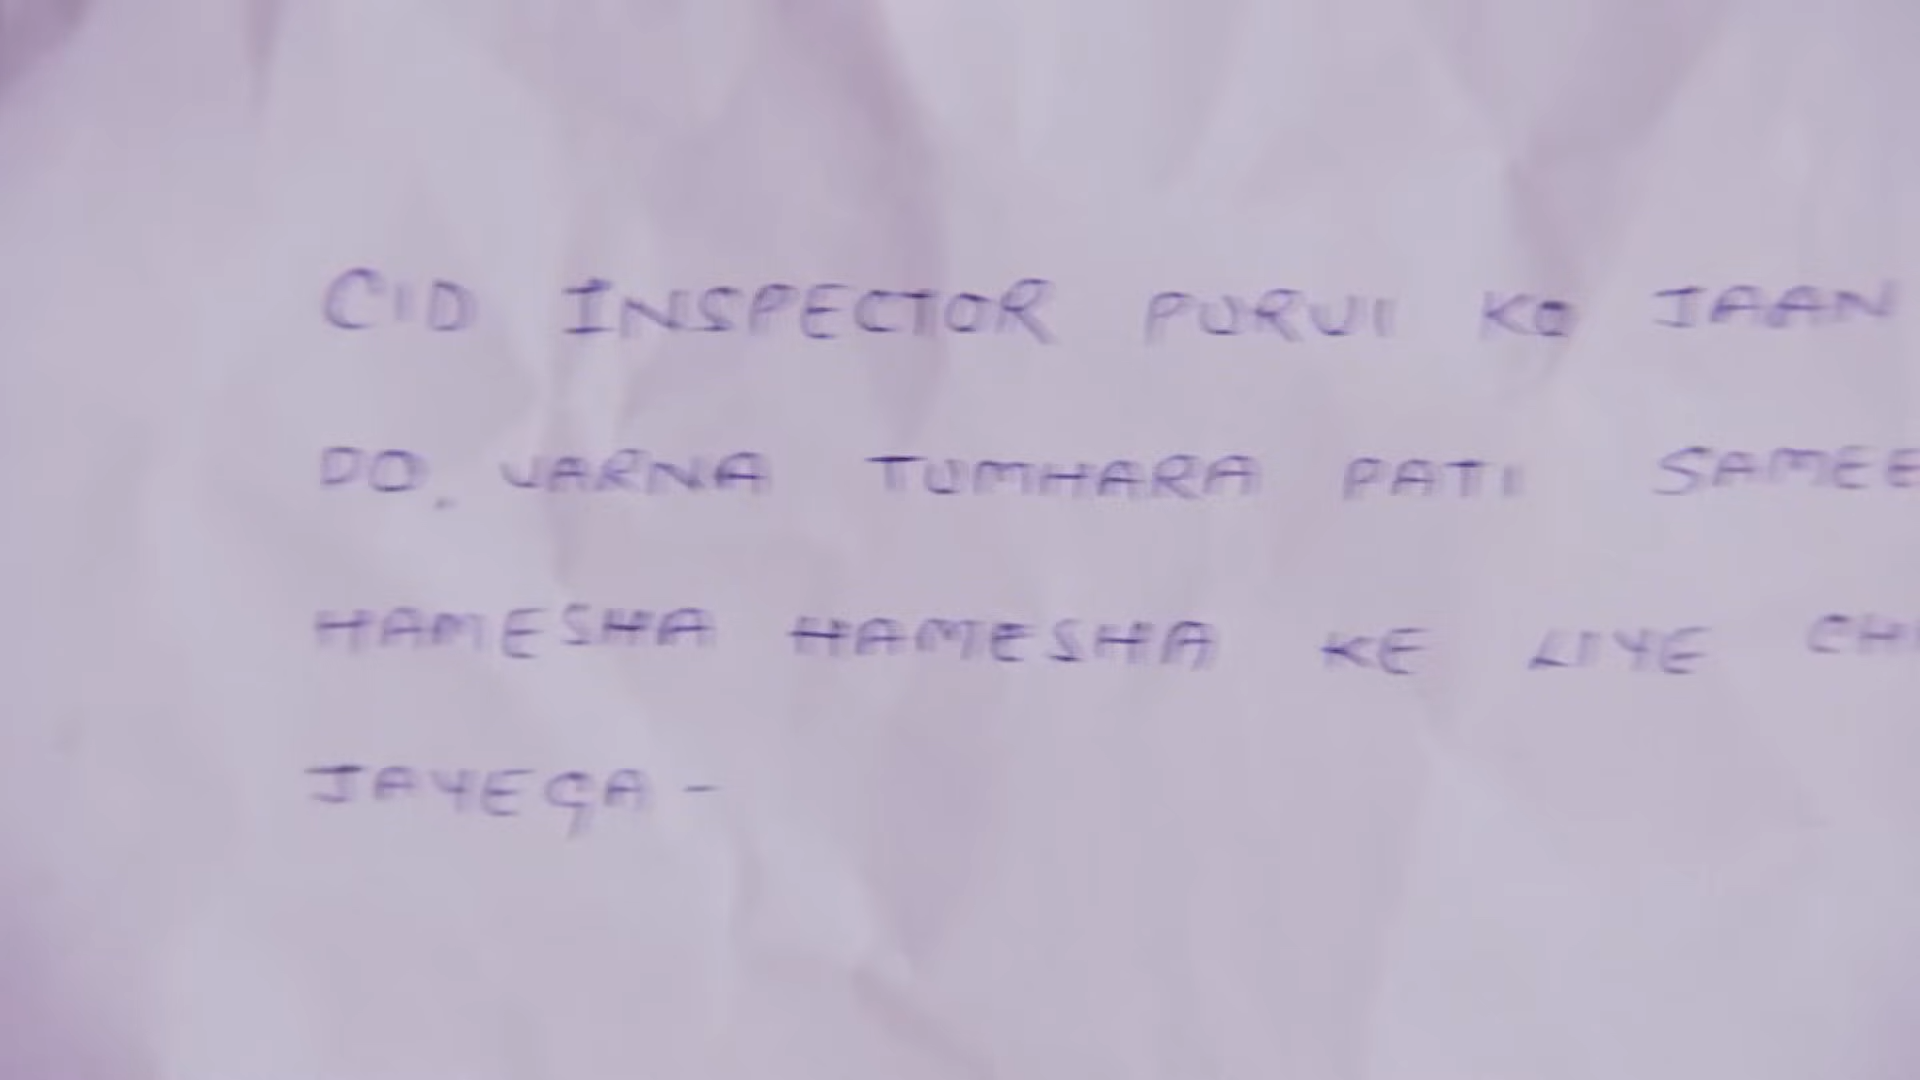 CID INSPECTOR PURVI KO JAAN
DO. VARNA TUMHARA PATI SAMEE
HAMESHA HAMESHA KE LIYE CH
JAYEGA -